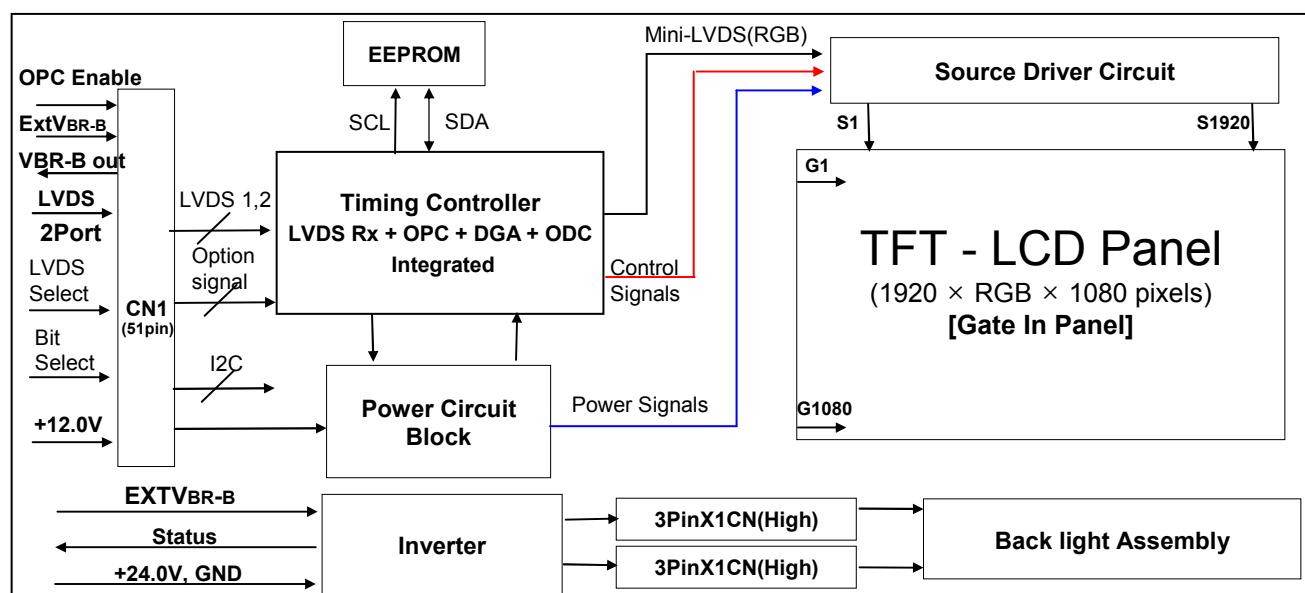 OPC Enable
ExtVBR-B
VBR-B out
LVDS
2Port
LVDS
Select
Bit
Select
+12.0V
CN1
(51pin)
LVDS 1,2
Option
signal
I2C
EEPROM
SCL
SDA
Timing Controller
LVDS Rx + OPC + DGA + ODC
Integrated
Power Circuit
Block
Mini-LVDS(RGB)
Control
Signals
Power Signals
Source Driver Circuit
S1
S1920
G1
TFT - LCD Panel
(1920 × RGB × 1080 pixels)
[Gate In Panel]
G1080
EXTVBR-B
Status
+24.0V, GND
Inverter
3PinX1CN(High)
3PinX1CN(High)
Back light Assembly